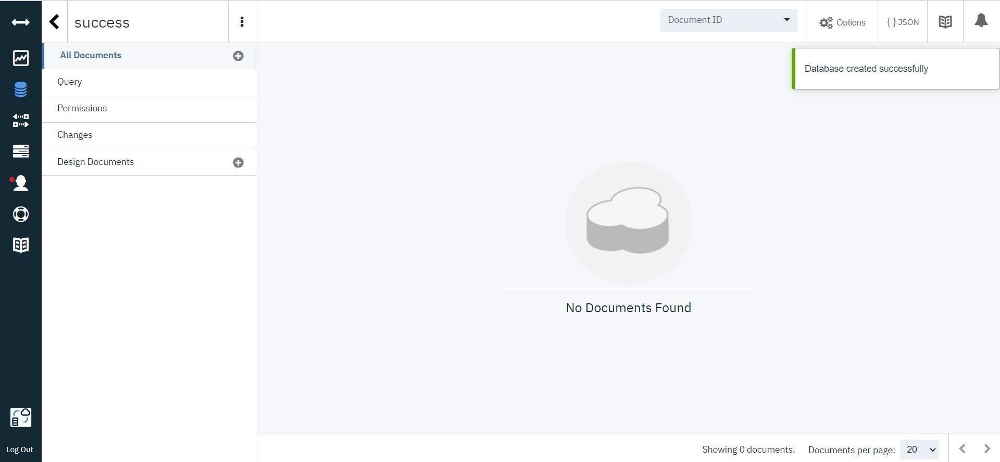 success
Document ID
Options
{ } JSON
All Documents
Query
Permissions
Changes
Design Documents
Database created successfully
No Documents Found
Log Out
Showing 0 documents.
Documents per page: 20